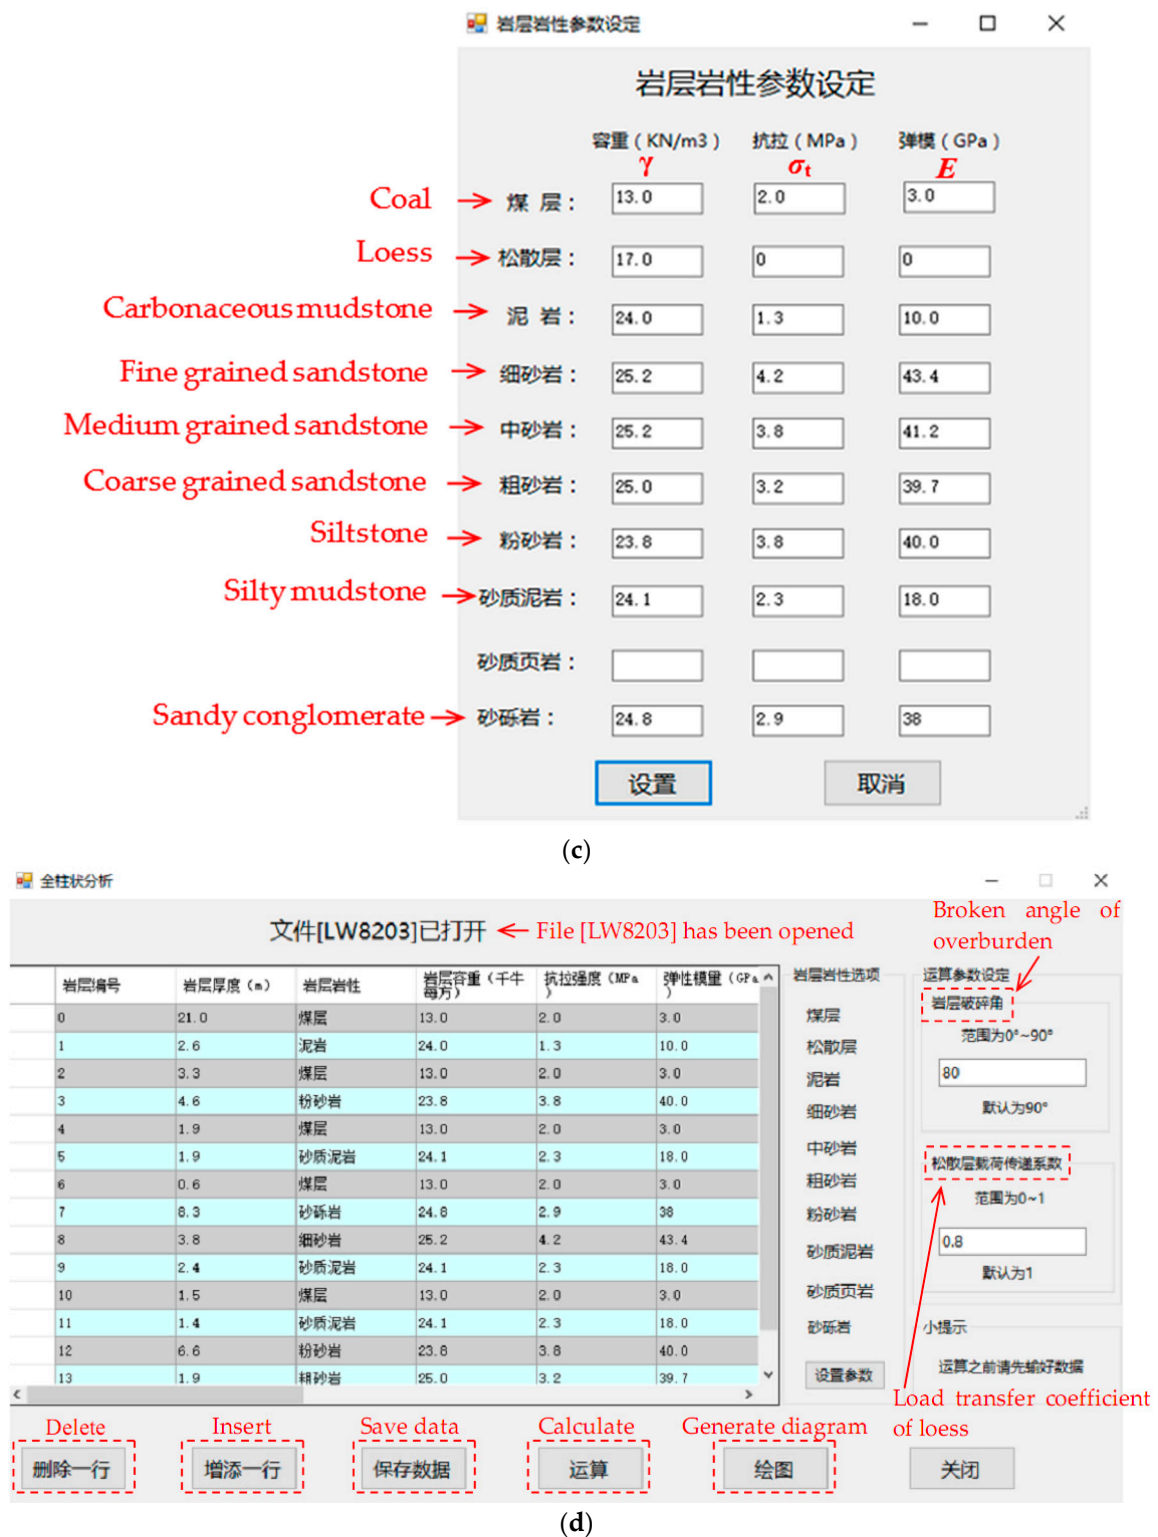 岩层岩性参数设定
岩层岩性参数设定
容重（KN/m3） 抗拉（MPa） 弹模（GPa）
γ σt E
Coal 煤 层： 13.0 2.0 3.0
Loess 松散层： 17.0 0 0
Carbonaceous mudstone 泥 岩： 24.0 1.3 10.0
Fine grained sandstone 细砂岩： 25.2 4.2 43.4
Medium grained sandstone 中砂岩： 25.2 3.8 41.2
Coarse grained sandstone 粗砂岩： 25.0 3.2 39.7
Siltstone 粉砂岩： 23.8 3.8 40.0
Silty mudstone 砂质泥岩： 24.1 2.3 18.0
砂质页岩：
Sandy conglomerate 砂砾岩： 24.8 2.9 38
设置 取消
(c)
全柱状分析
文件[LW8203]已打开 File [LW8203] has been opened
Broken angle of
overburden
岩层编号 岩层厚度（m） 岩层岩性 岩层容重（千牛
每方） 抗拉强度（MPa
） 弹性模量（GPa
）
0 21.0 煤层 13.0 2.0 3.0
1 2.6 泥岩 24.0 1.3 10.0
2 3.3 煤层 13.0 2.0 3.0
3 4.6 粉砂岩 23.8 3.8 40.0
4 1.9 煤层 13.0 2.0 3.0
5 1.9 砂质泥岩 24.1 2.3 18.0
6 0.6 煤层 13.0 2.0 3.0
7 8.3 砂砾岩 24.8 2.9 38
8 3.8 细砂岩 25.2 4.2 43.4
9 2.4 砂质泥岩 24.1 2.3 18.0
10 1.5 煤层 13.0 2.0 3.0
11 1.4 砂质泥岩 24.1 2.3 18.0
12 6.6 粉砂岩 23.8 3.8 40.0
13 1.9 粗砂岩 25.0 3.2 39.7
岩层岩性选项
煤层
松散层
泥岩
细砂岩
中砂岩
粗砂岩
粉砂岩
砂质泥岩
砂质页岩
砂砾岩
设置参数
运算参数设定
岩层破碎角
范围为0°~90°
80
默认为90°
松散层载荷传递系数
范围为0~1
0.8
默认为1
小提示
运算之前请先输好数据
Load transfer coefficient
of loess
Delete Insert Save data Calculate Generate diagram
删除一行 增添一行 保存数据 运算 绘图 关闭
(d)